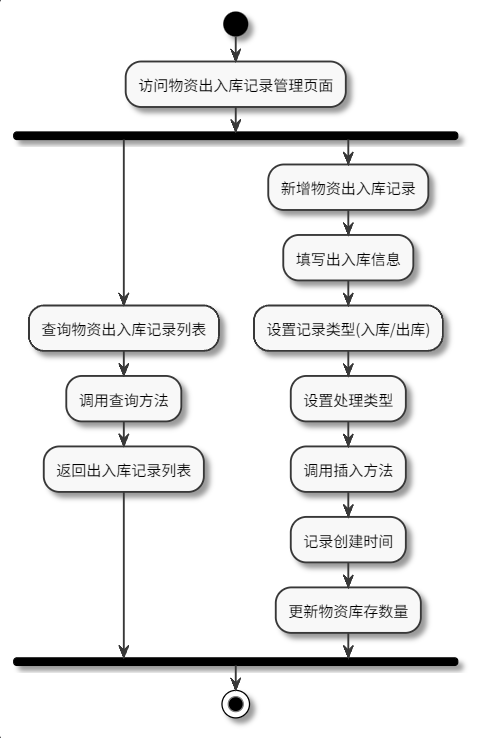 访问物资出入库记录管理页面
新增物资出入库记录
填写出入库信息
查询物资出入库记录列表
设置记录类型(入库/出库)
调用查询方法
设置处理类型
返回出入库记录列表
调用插入方法
记录创建时间
更新物资库存数量